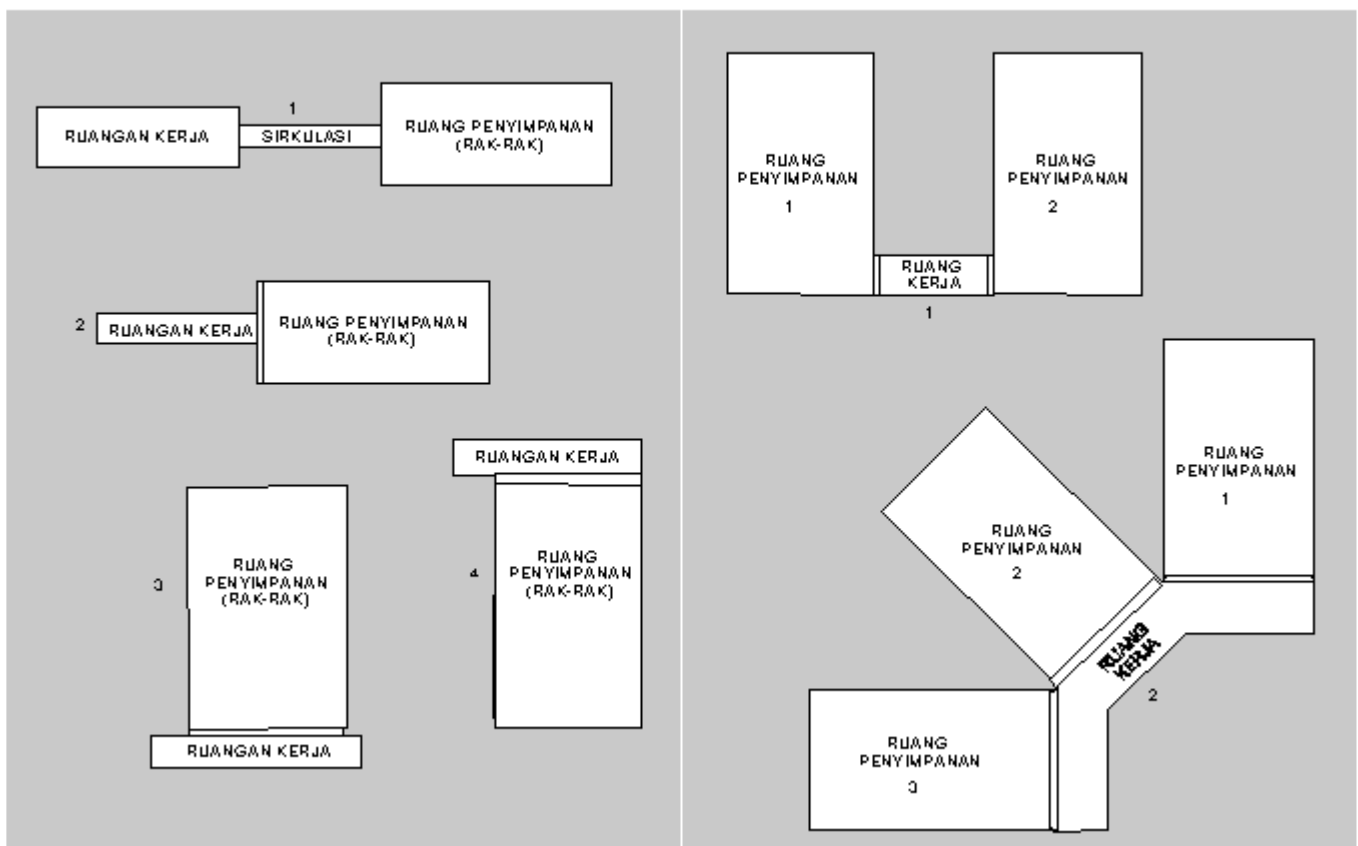 1
RUANGAN KERJA
SIRKULASI
RUANG PENYIMPANAN
(RAK-RAK)
2
RUANGAN KERJA
RUANG PENYIMPANAN
(RAK-RAK)
3
RUANG
PENYIMPANAN
(RAK-RAK)
RUANGAN KERJA
4
RUANGAN KERJA
RUANG
PENYIMPANAN
(RAK-RAK)
RUANG
PENYIMPANAN
1
RUANG
PENYIMPANAN
2
RUANG
KERJA
1
RUANG
PENYIMPANAN
1
RUANG
PENYIMPANAN
2
RUANG
KERJA
2
RUANG
PENYIMPANAN
3